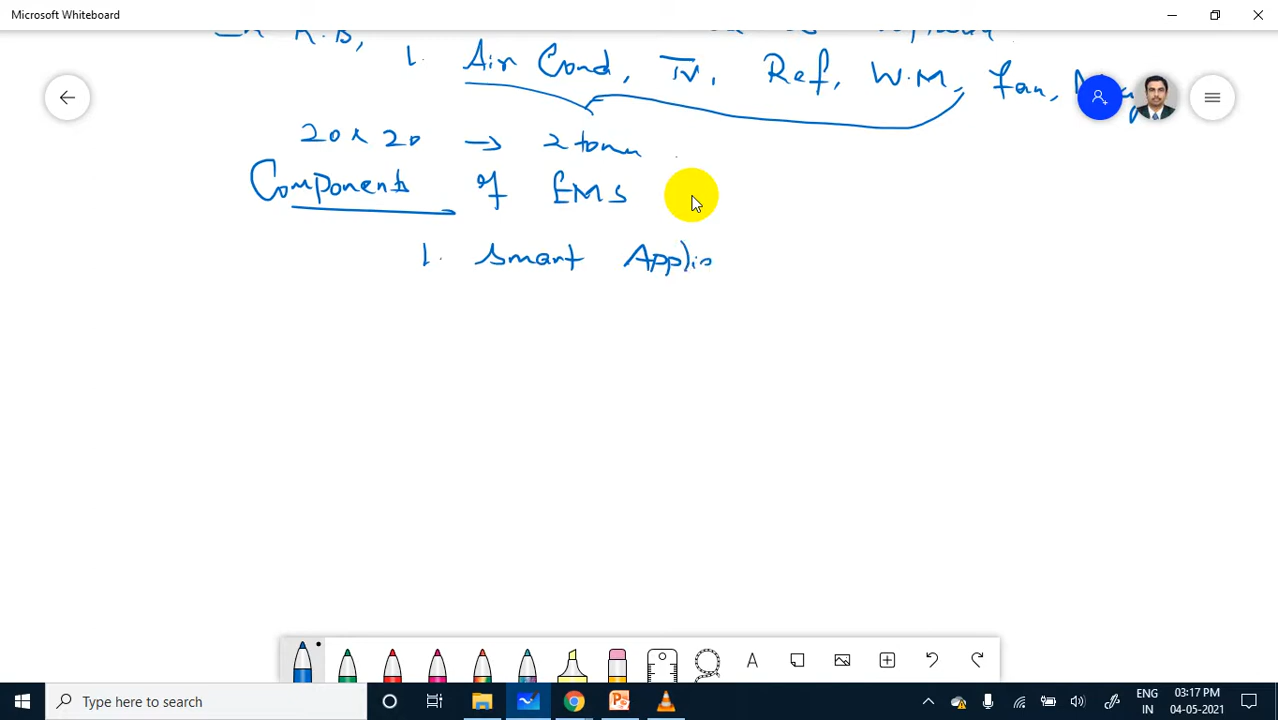 Microsoft Whiteboard
R.B,
1. Air Cond, TV, Ref, W.M, fan,
20 x 20 → 2 tonn
Components of EMS
1. Smart Applia
A
Type here to search
ENG
IN
03:17 PM
04-05-2021